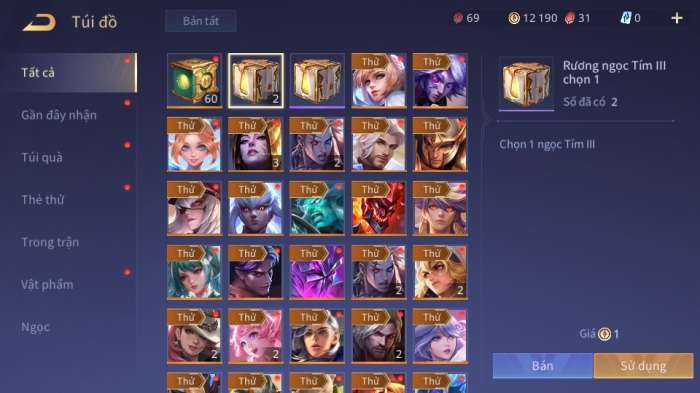 Túi đồ
Bán tất
69
12 190
31
0
+
Tất cả
Gần đây nhận
Túi quà
Thẻ thử
Trong trận
Vật phẩm
Ngọc
60
2
Thử
Thử
Thử
Thử
3
Thử
2
Thử
Thử
Thử
Thử
Thử
Thử
Thử
Thử
Thử
Thử
Thử
2
Thử
2
Thử
2
Thử
2
Thử
Thử
2
Thử
Thử
Thử
Thử
Thử
Thử
Rương ngọc Tím III
chọn 1
Số đã có 2
Chọn 1 ngọc Tím III
Giá 1
Bán
Sử dụng